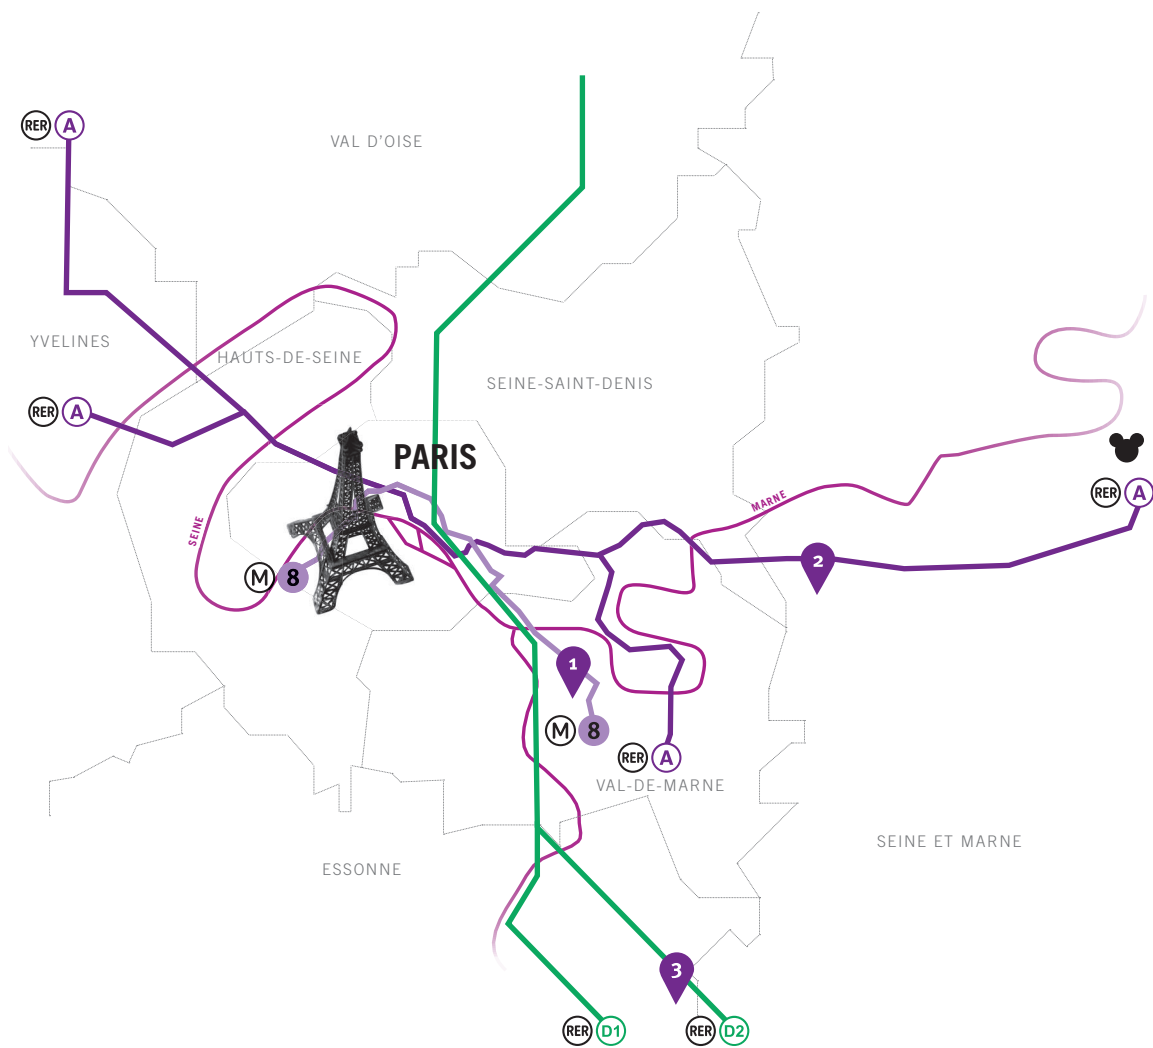 RER A
VAL D'OISE
YVELINES
HAUTS-DE-SEINE
SEINE-SAINT-DENIS
RER A
PARIS
RER A
MARNE
SEINE
2
M 8
1
M 8
RER A
VAL-DE-MARNE
SEINE ET MARNE
ESSONNE
3
RER D1
RER D2